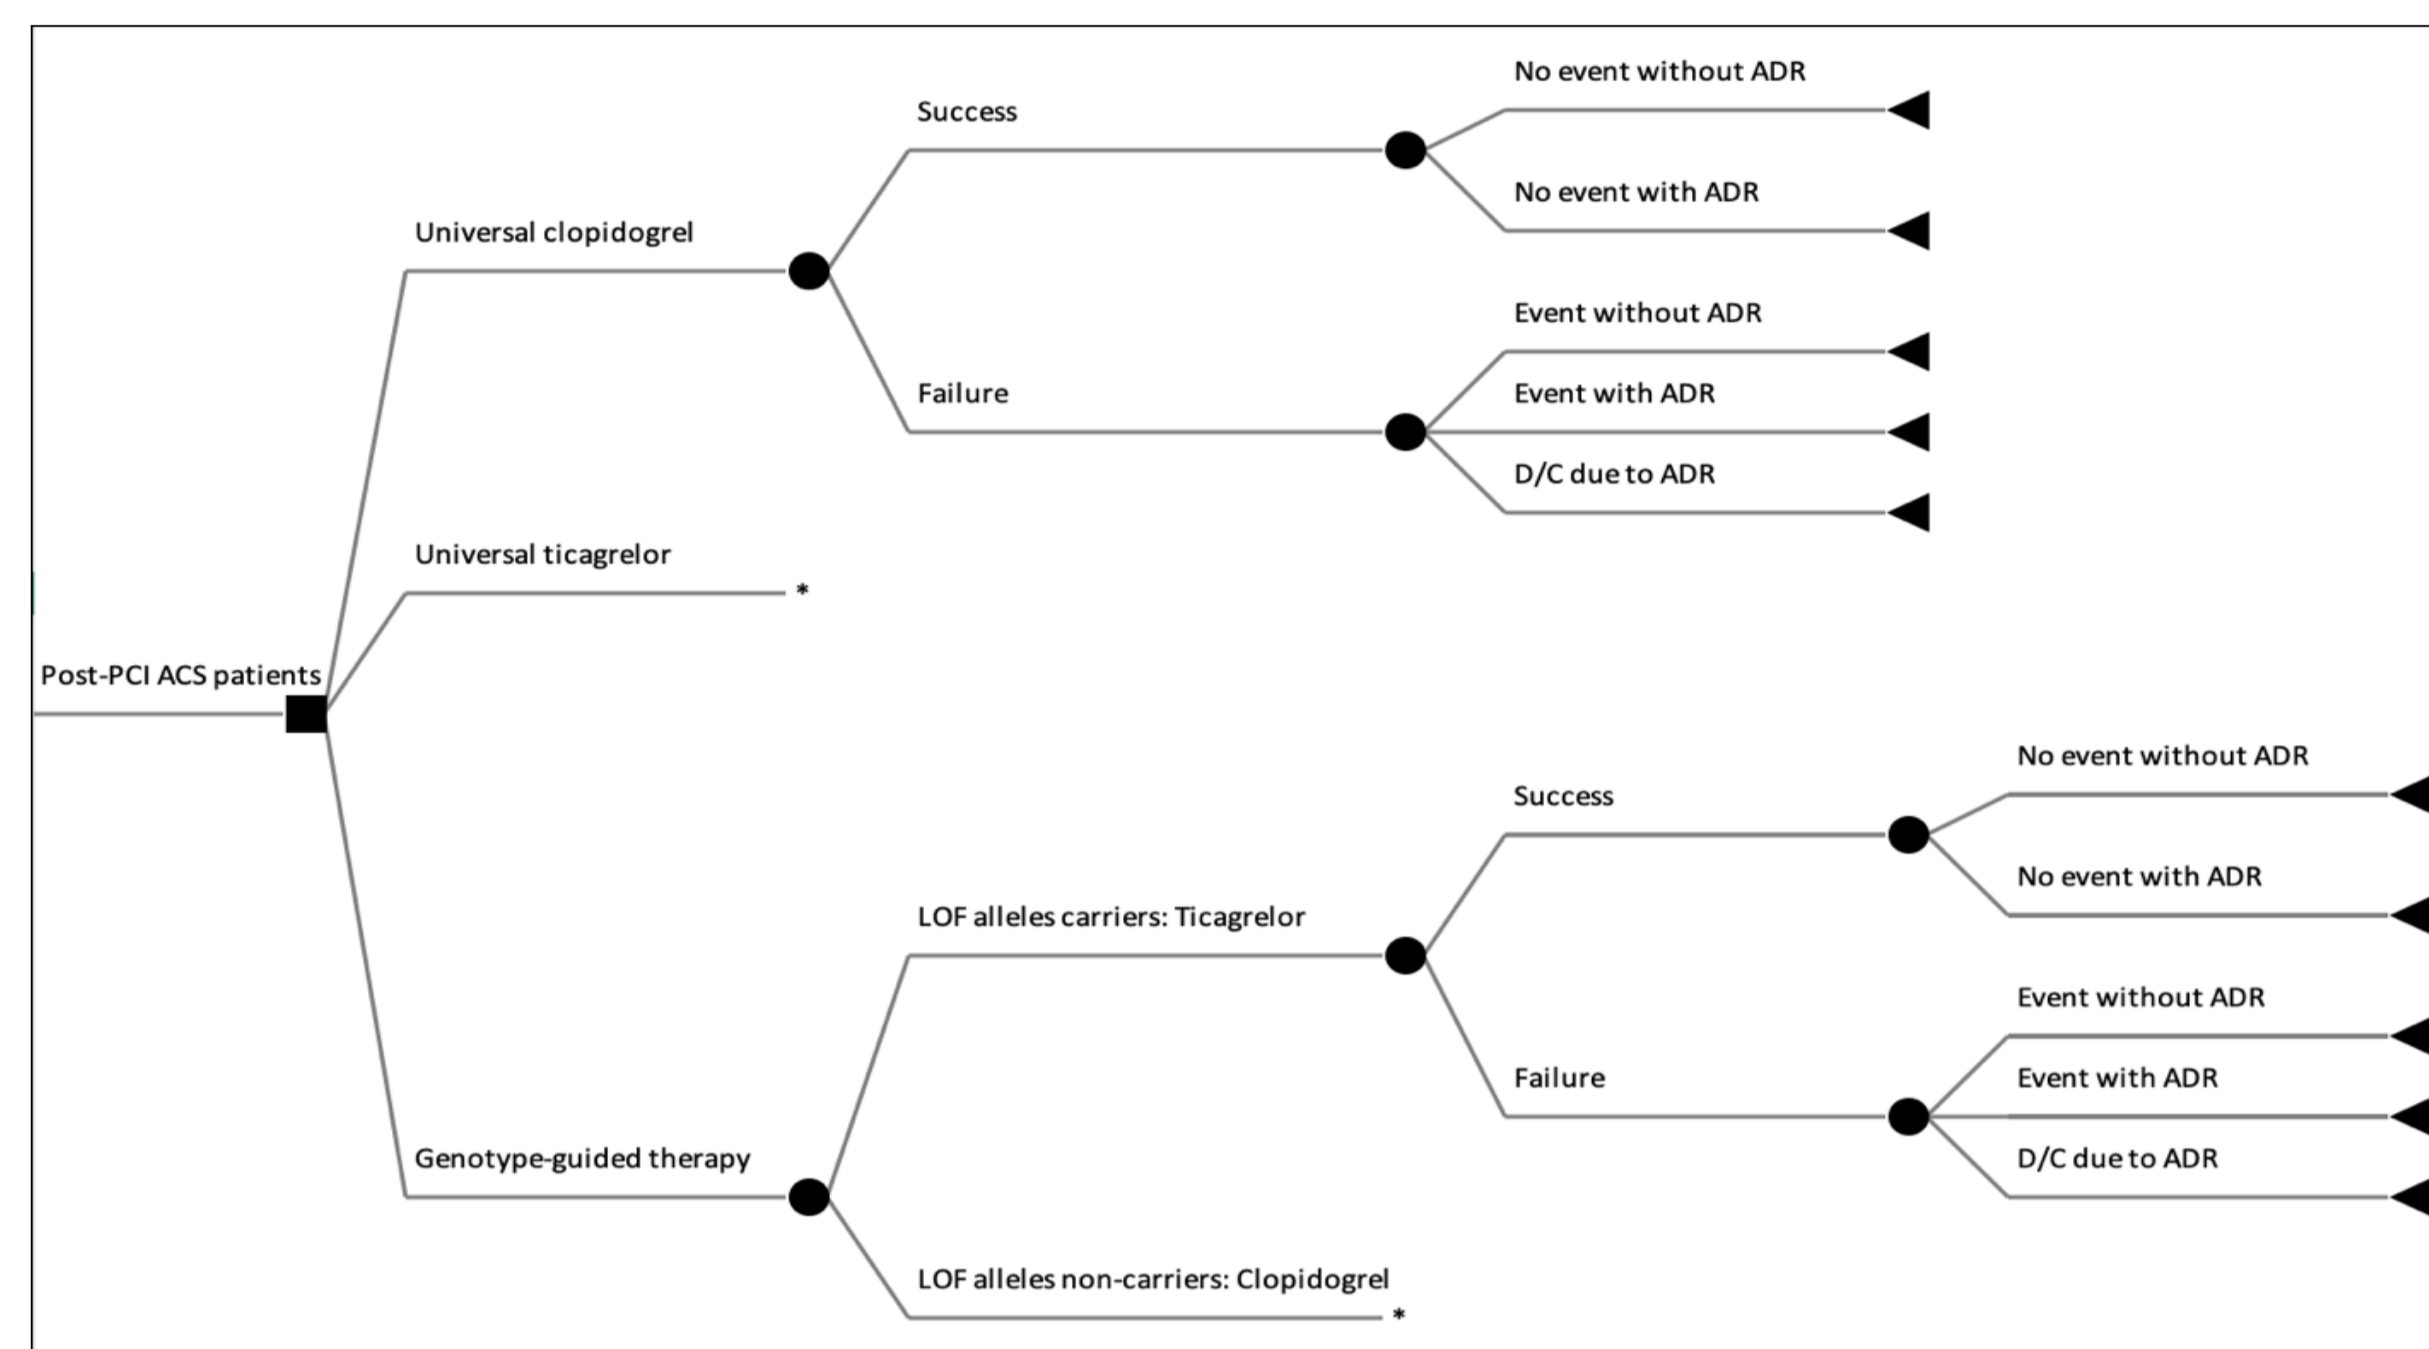 No event without ADR
Success
No event with ADR
Universal clopidogrel
Event without ADR
Failure
Event with ADR
D/C due to ADR
Universal ticagrelor
*
Post-PCI ACS patients
No event without ADR
Success
No event with ADR
LOF alleles carriers: Ticagrelor
Event without ADR
Failure
Event with ADR
Genotype-guided therapy
D/C due to ADR
LOF alleles non-carriers: Clopidogrel
*